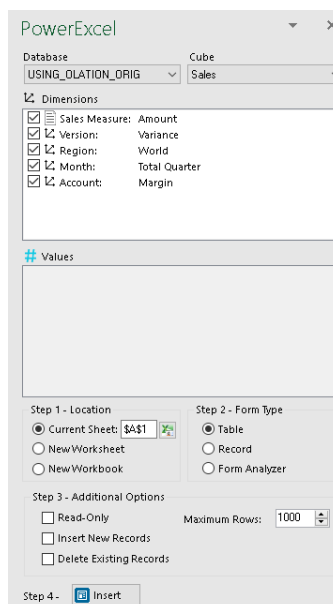 PowerExcel
Database Cube
USING_OLATION_ORIG Sales
Dimensions
Sales Measure: Amount
Version: Variance
Region: World
Month: Total Quarter
Account: Margin
# Values
Step 1 - Location Step 2 - Form Type
Current Sheet: $A$1 Table
New Worksheet Record
New Workbook Form Analyzer
Step 3 - Additional Options
Read-Only Maximum Rows: 1000
Insert New Records
Delete Existing Records
Step 4 - Insert